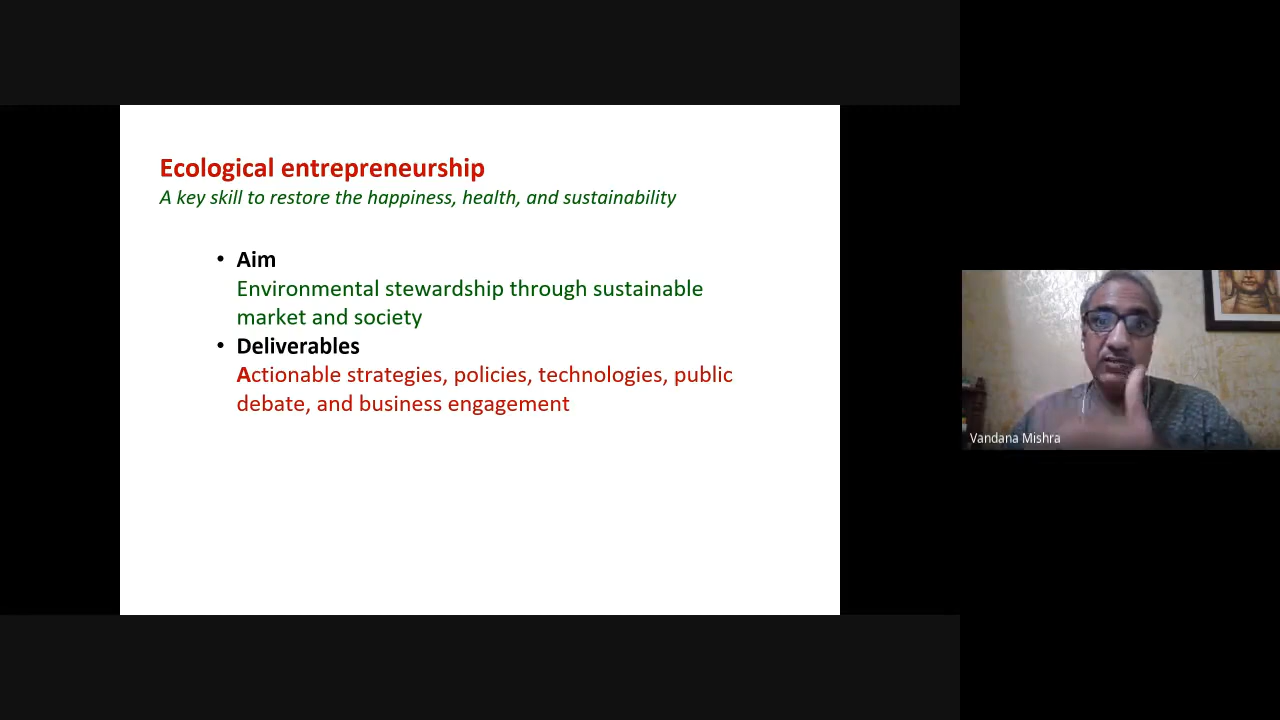 Ecological entrepreneurship
A key skill to restore the happiness, health, and sustainability
• Aim
Environmental stewardship through sustainable
market and society
• Deliverables
Actionable strategies, policies, technologies, public
debate, and business engagement
Vandana Mishra